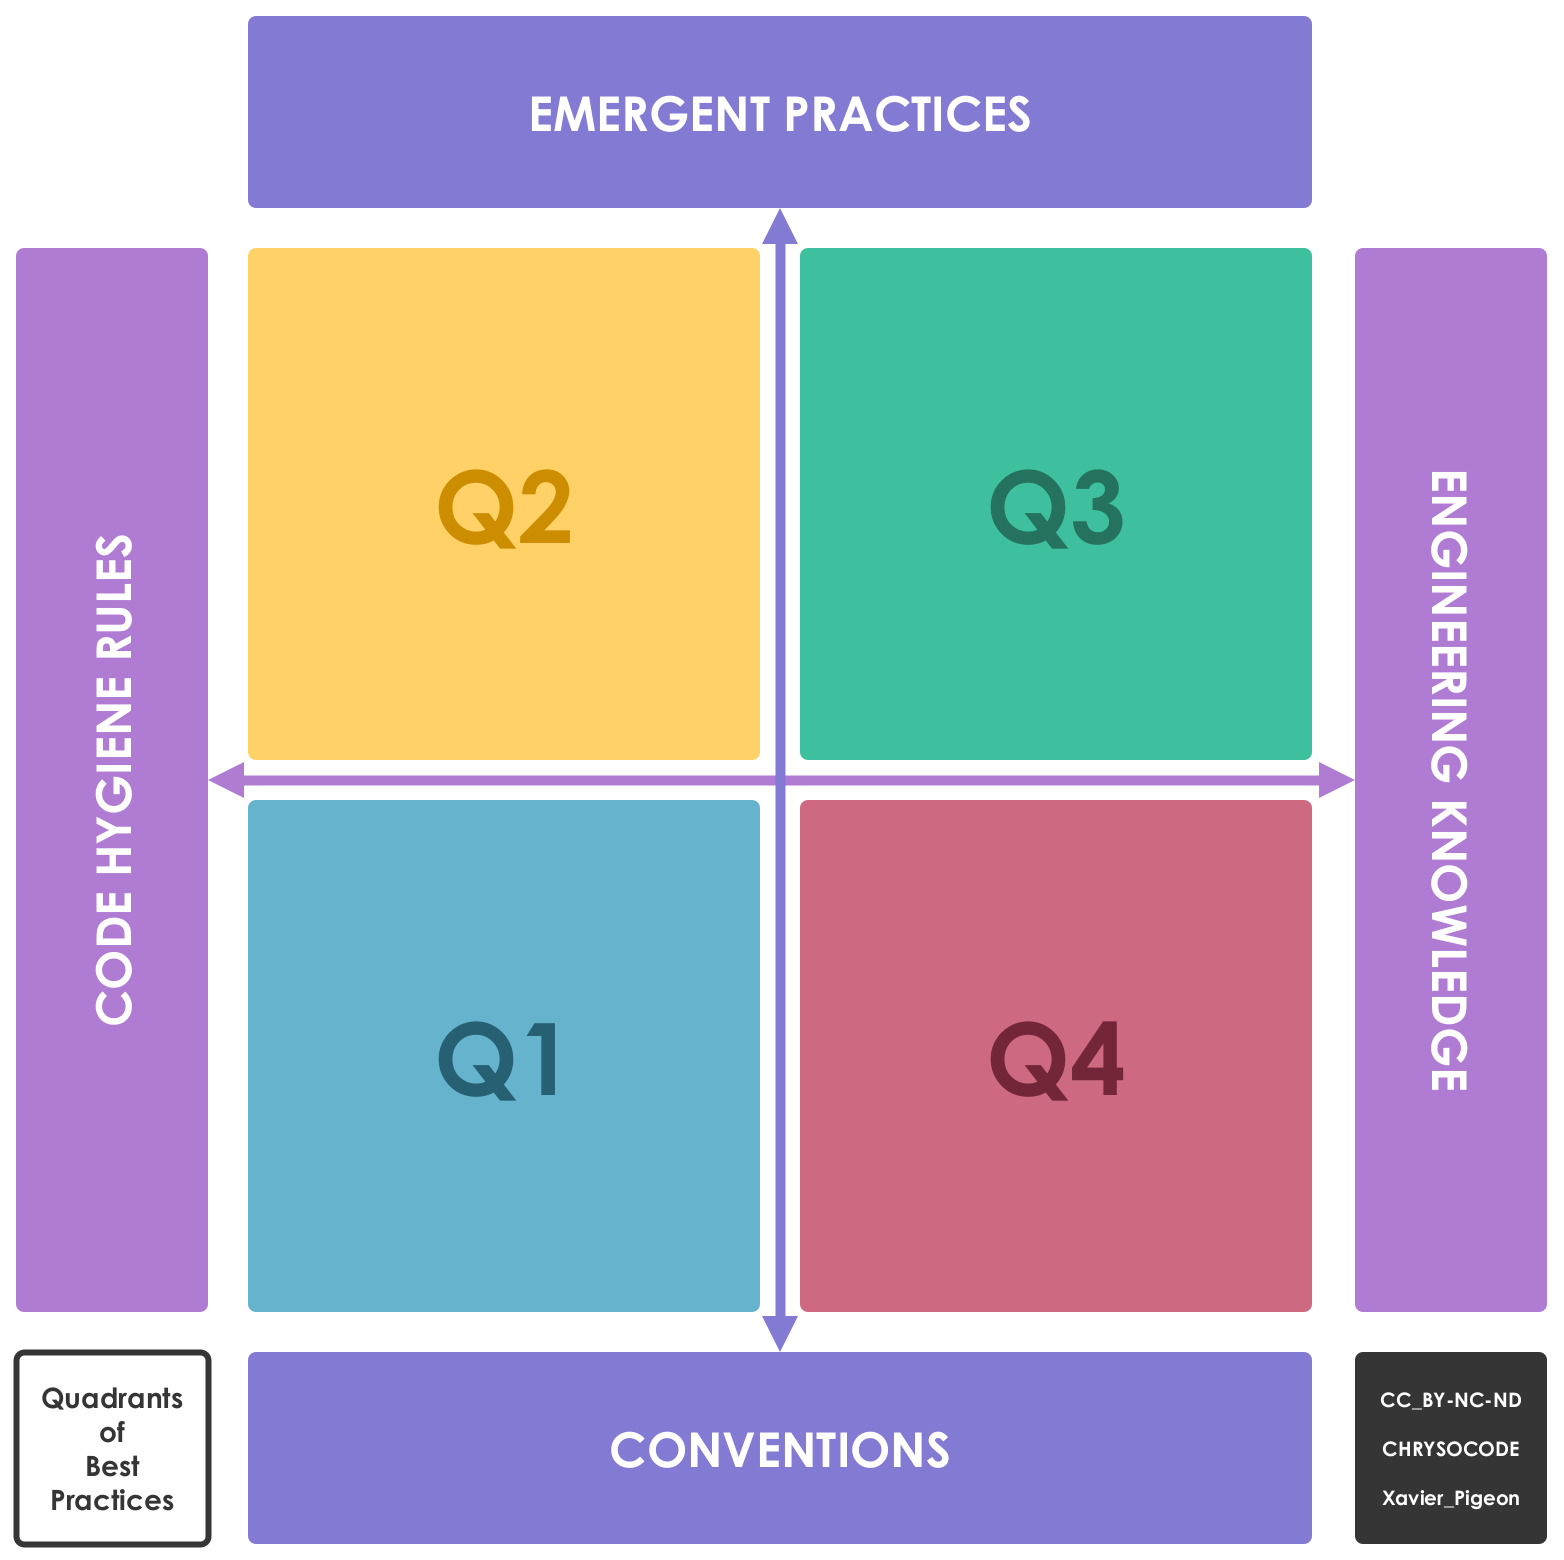 EMERGENT PRACTICES
CODE HYGIENE RULES
Q2
Q3
ENGINEERING KNOWLEDGE
Q1
Q4
Quadrants
of
Best
Practices
CONVENTIONS
CC_BY-NC-ND
CHRYSOCODE
Xavier_Pigeon